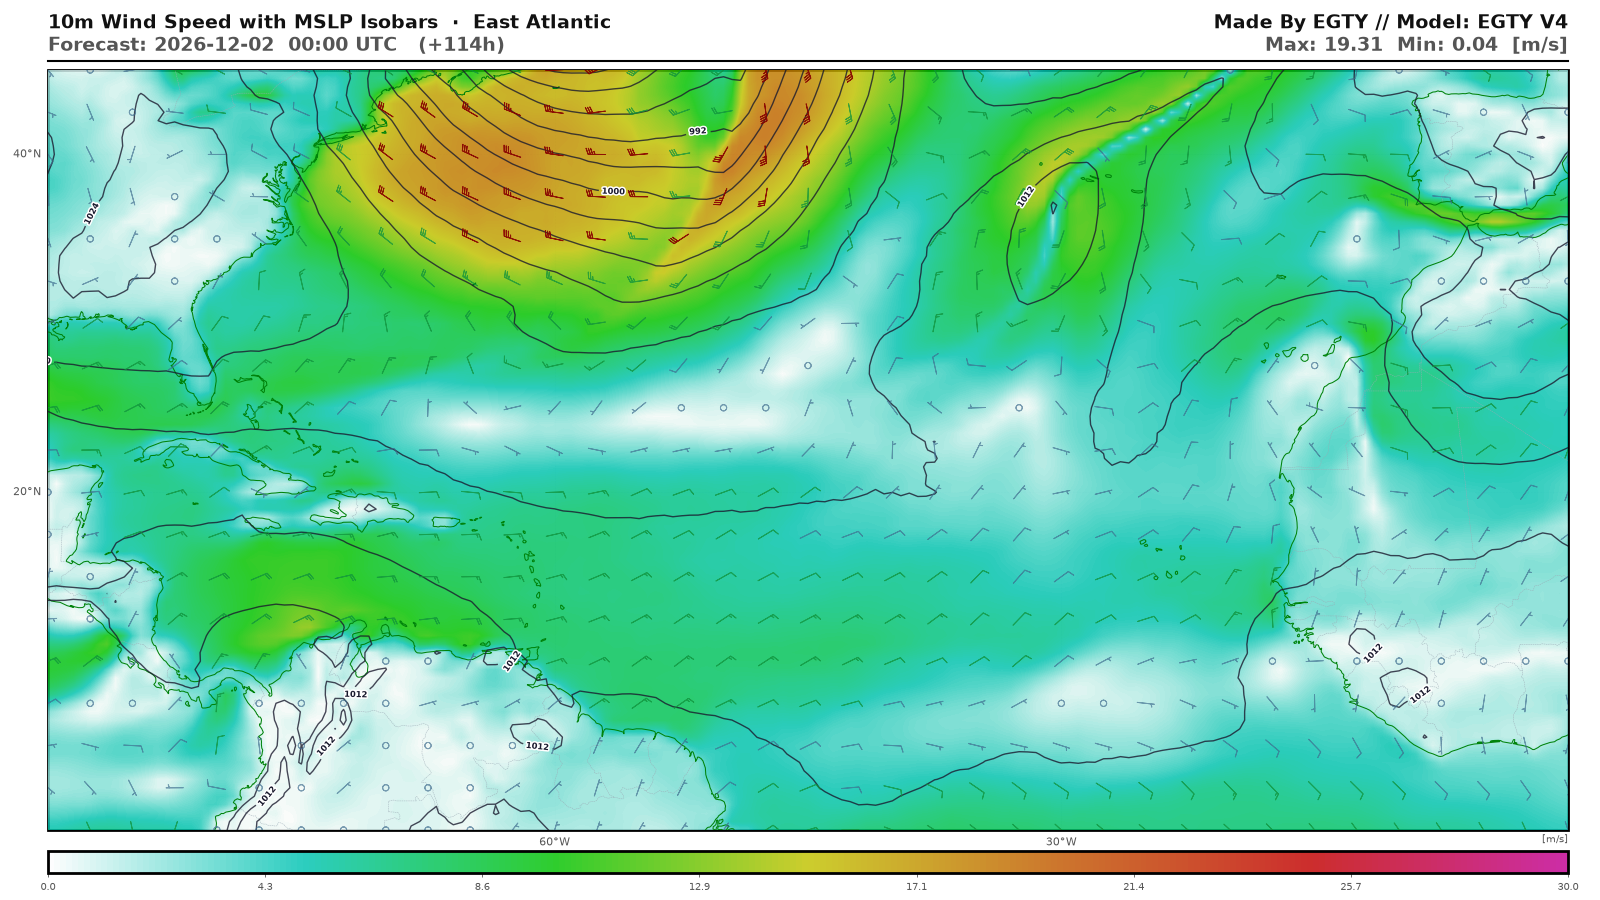 10m Wind Speed with MSLP Isobars · East Atlantic
Made By EGTY // Model: EGTY V4
Forecast: 2026-12-02 00:00 UTC (+114h)
Max: 19.31 Min: 0.04 [m/s]
992
40°N
1000
1012
1024
20°N
1012
1012
1012
1012
1012
1012
1012
60°W
30°W
[m/s]
0.0 4.3 8.6 12.9 17.1 21.4 25.7 30.0